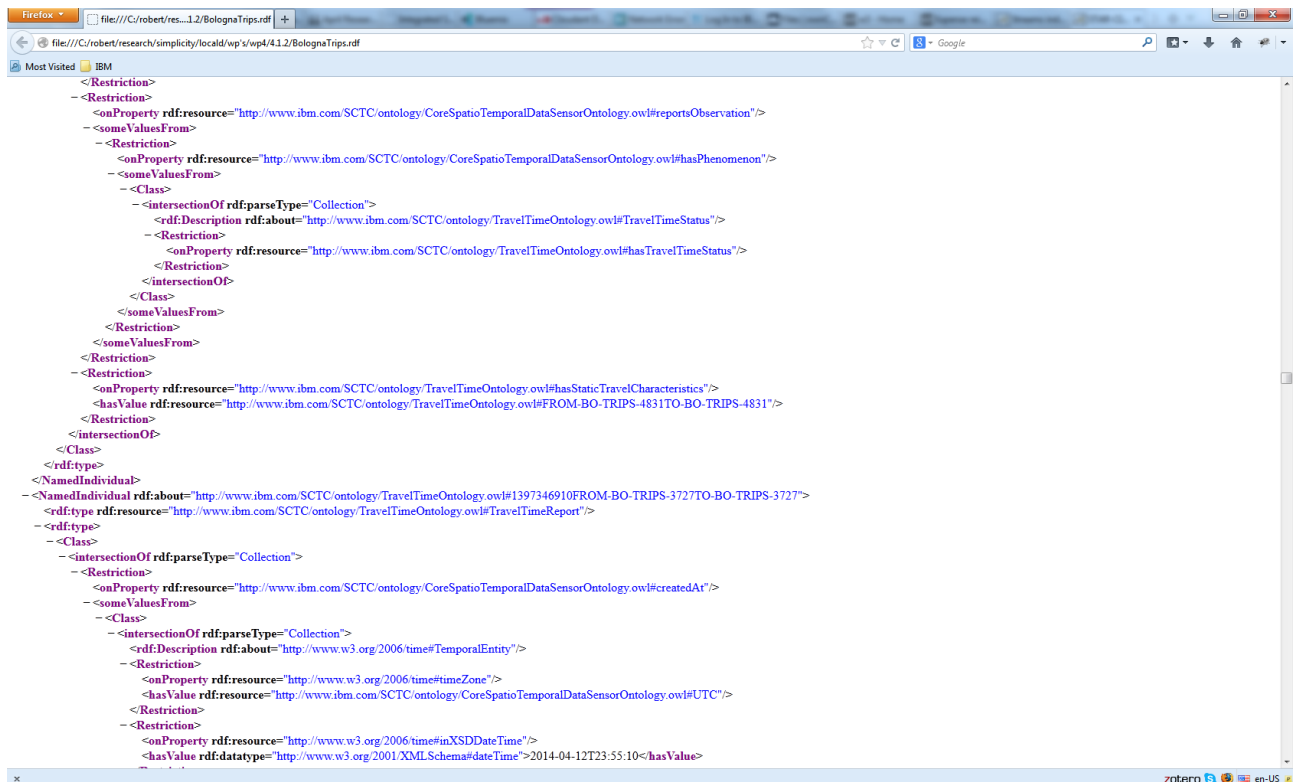 Firefox
file:///C:/robert/res....1.2/BolognaTrips.rdf
file:///C:/robert/research/simplicity/locald/wp's/wp4/4.1.2/BolognaTrips.rdf
Google
Most Visited IBM
</Restriction>
−<Restriction>
<onProperty rdf:resource="http://www.ibm.com/SCTC/ontology/CoreSpatioTemporalDataSensorOntology.owl#reportsObservation"/>
−<someValuesFrom>
−<Restriction>
<onProperty rdf:resource="http://www.ibm.com/SCTC/ontology/CoreSpatioTemporalDataSensorOntology.owl#hasPhenomenon"/>
−<someValuesFrom>
−<Class>
−<intersectionOf rdf:parseType="Collection">
<rdf:Description rdf:about="http://www.ibm.com/SCTC/ontology/TravelTimeOntology.owl#TravelTimeStatus"/>
−<Restriction>
<onProperty rdf:resource="http://www.ibm.com/SCTC/ontology/TravelTimeOntology.owl#hasTravelTimeStatus"/>
</Restriction>
</intersectionOf>
</Class>
</someValuesFrom>
</Restriction>
</someValuesFrom>
</Restriction>
−<Restriction>
<onProperty rdf:resource="http://www.ibm.com/SCTC/ontology/TravelTimeOntology.owl#hasStaticTravelCharacteristics"/>
<hasValue rdf:resource="http://www.ibm.com/SCTC/ontology/TravelTimeOntology.owl#FROM-BO-TRIPS-4831TO-BO-TRIPS-4831"/>
</Restriction>
</intersectionOf>
</Class>
</rdf:type>
</NamedIndividual>
−<NamedIndividual rdf:about="http://www.ibm.com/SCTC/ontology/TravelTimeOntology.owl#1397346910FROM-BO-TRIPS-3727TO-BO-TRIPS-3727">
<rdf:type rdf:resource="http://www.ibm.com/SCTC/ontology/TravelTimeOntology.owl#TravelTimeReport"/>
−<rdf:type>
−<Class>
−<intersectionOf rdf:parseType="Collection">
−<Restriction>
<onProperty rdf:resource="http://www.ibm.com/SCTC/ontology/CoreSpatioTemporalDataSensorOntology.owl#createdAt"/>
−<someValuesFrom>
−<Class>
−<intersectionOf rdf:parseType="Collection">
<rdf:Description rdf:about="http://www.w3.org/2006/time#TemporalEntity"/>
−<Restriction>
<onProperty rdf:resource="http://www.w3.org/2006/time#timeZone"/>
<hasValue rdf:resource="http://www.ibm.com/SCTC/ontology/CoreSpatioTemporalDataSensorOntology.owl#UTC"/>
</Restriction>
−<Restriction>
<onProperty rdf:resource="http://www.w3.org/2006/time#inXSDDateTime"/>
<hasValue rdf:datatype="http://www.w3.org/2001/XMLSchema#dateTime">2014-04-12T23:55:10</hasValue>
zotero en-US